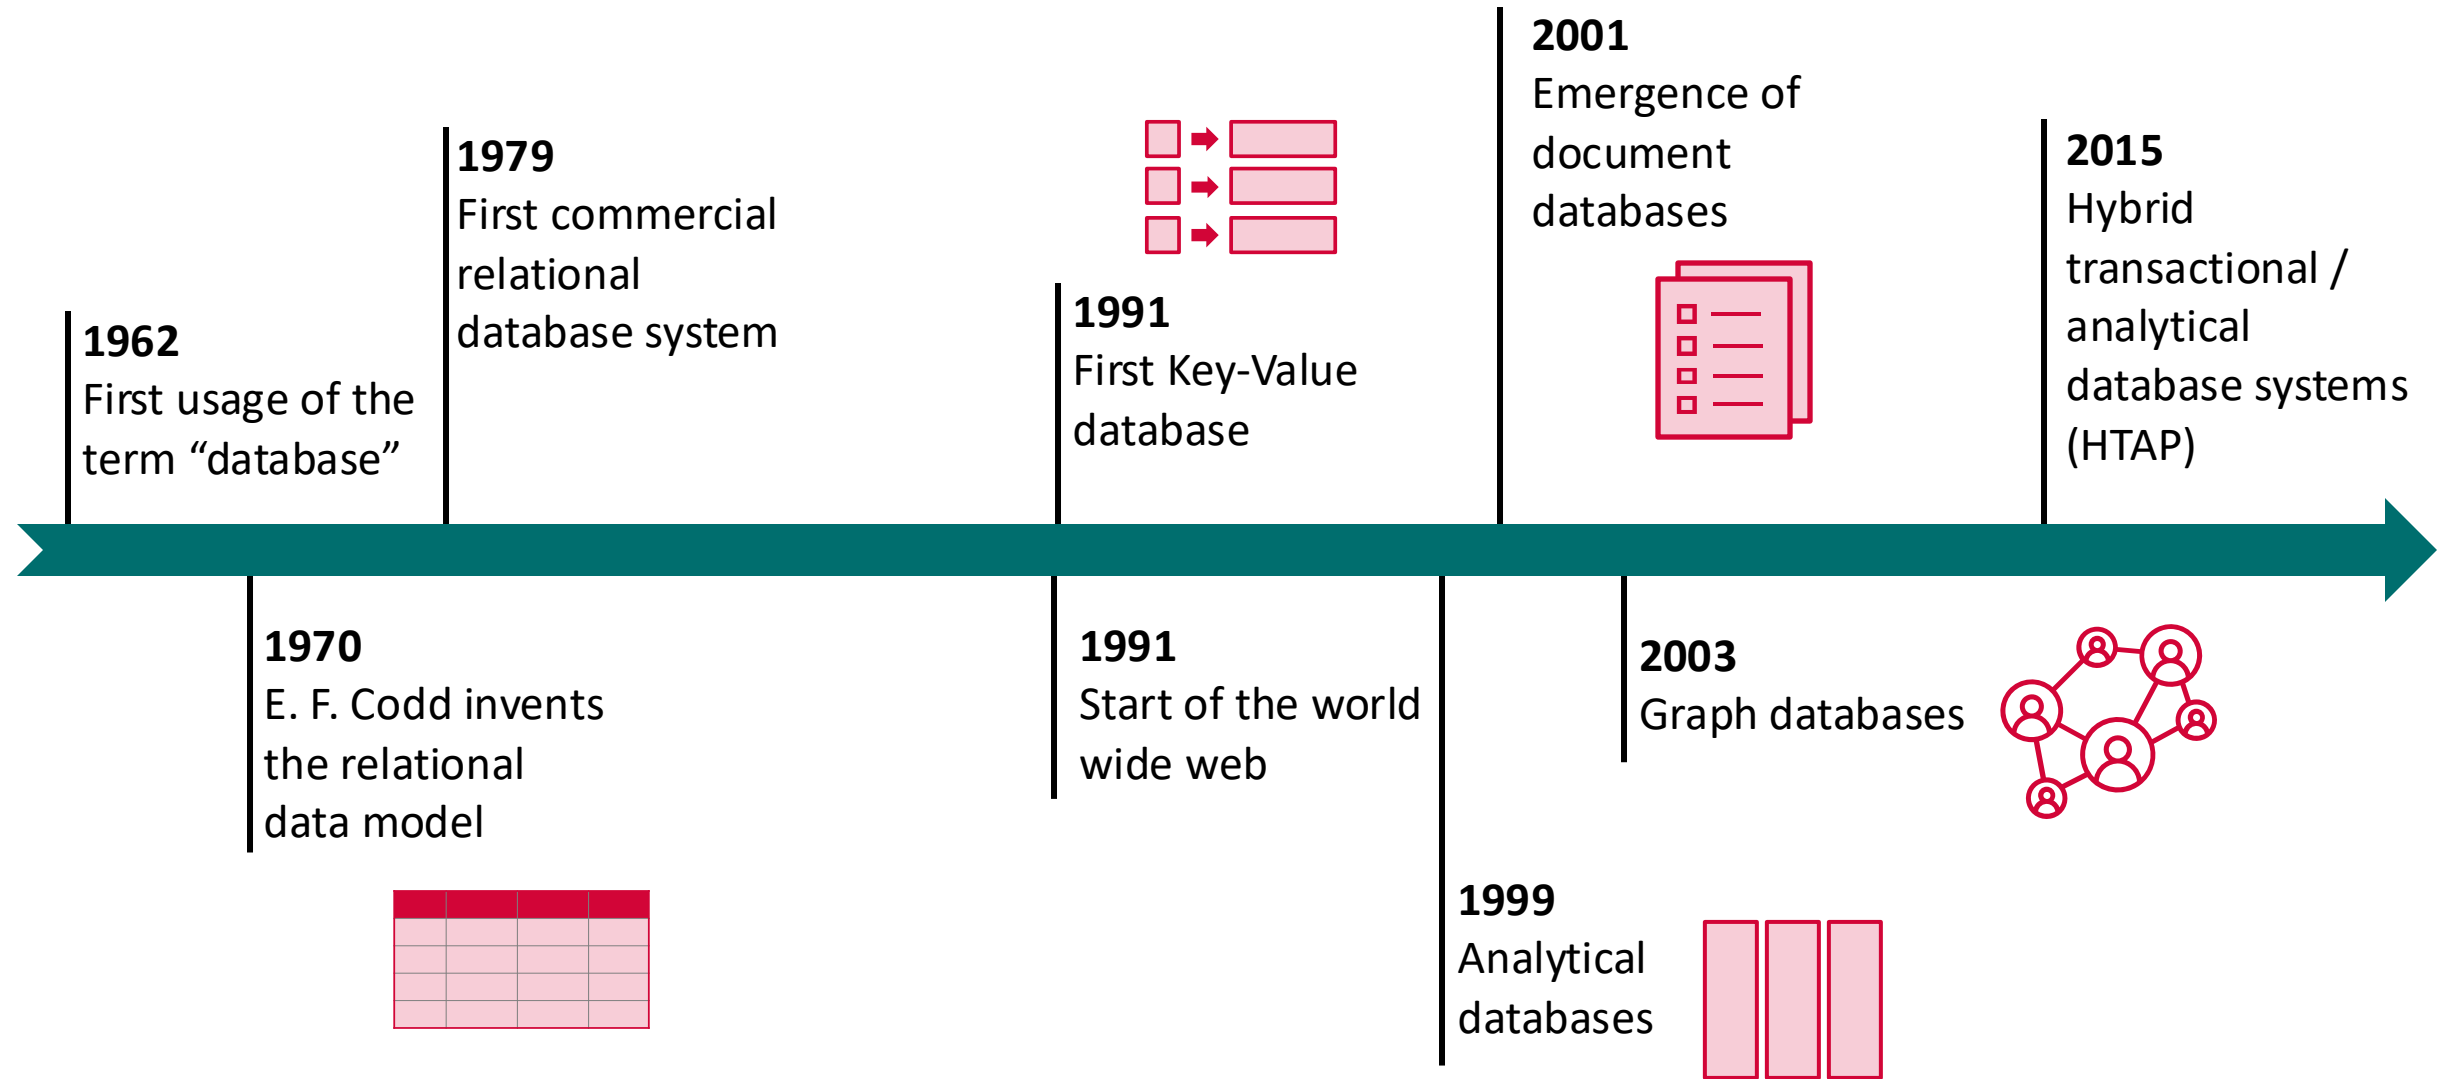 1962
First usage of the
term “database”
1970
E. F. Codd invents
the relational
data model
1979
First commercial
relational
database system
1991
First Key-Value
database
1991
Start of the world
wide web
1999
Analytical
databases
2001
Emergence of
document
databases
2003
Graph databases
2015
Hybrid
transactional /
analytical
database systems
(HTAP)